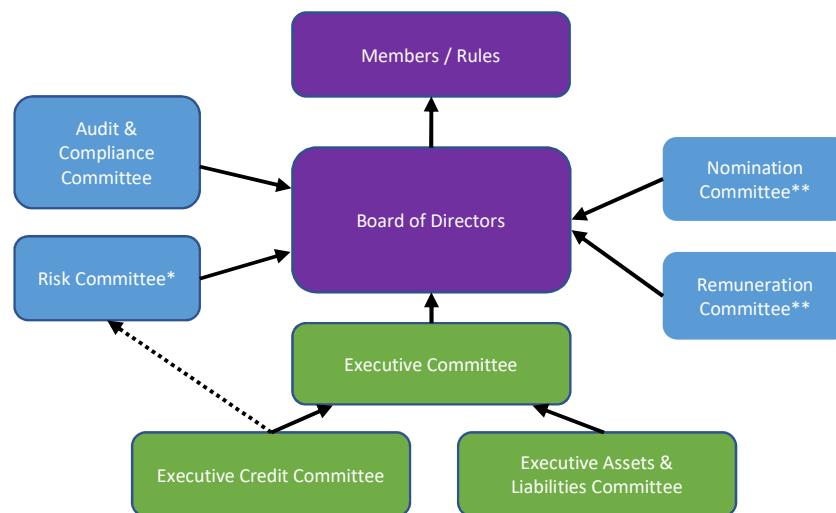 Members / Rules
Audit &
Compliance
Committee
Board of Directors
Nomination
Committee**
Risk Committee*
Remuneration
Committee**
Executive Committee
Executive Credit Committee
Executive Assets &
Liabilities Committee